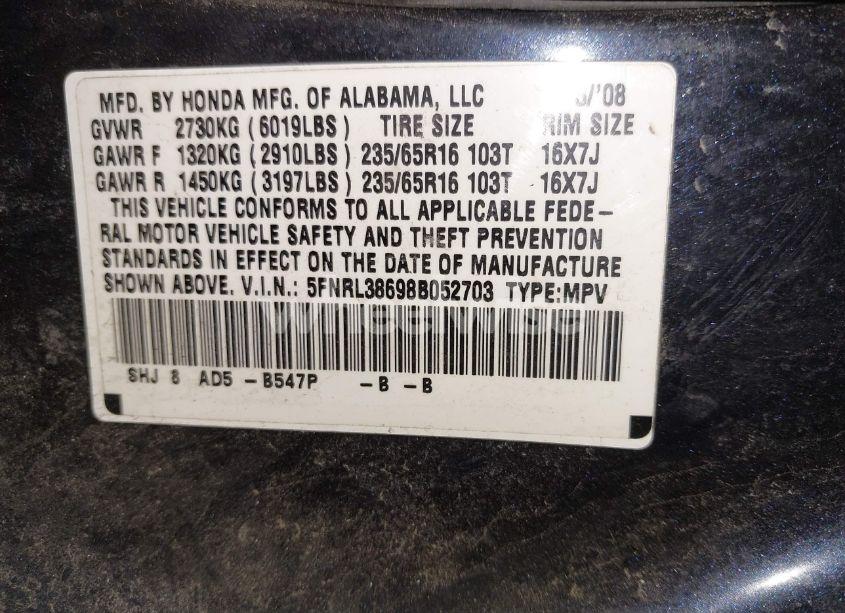 MFD. BY HONDA MFG. OF ALABAMA, LLC /'08
GVWR 2730KG (6019LBS) TIRE SIZE RIM SIZE
GAWR F 1320KG (2910LBS) 235/65R16 103T 16X7J
GAWR R 1450KG (3197LBS) 235/65R16 103T 16X7J
THIS VEHICLE CONFORMS TO ALL APPLICABLE FEDE-
RAL MOTOR VEHICLE SAFETY AND THEFT PREVENTION
STANDARDS IN EFFECT ON THE DATE OF MANUFACTURE
SHOWN ABOVE. V.I.N.: 5FNRL38698B052703 TYPE:MPV
WheelWise
SHJ 8 AD5 -B547P -B -B